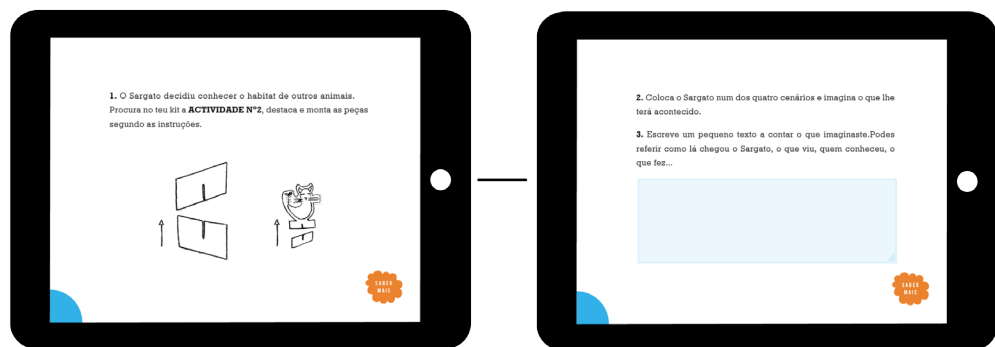 1. O Sargato decidiu conhecer o habitat de outros animais.
Procura no teu kit a ACTIVIDADE Nº2, destaca e monta as peças
segundo as instruções.
SABER
MAIS
2. Coloca o Sargato num dos quatro cenários e imagina o que lhe
terá acontecido.
3. Escreve um pequeno texto a contar o que imaginaste.Podes
referir como lá chegou o Sargato, o que viu, quem conheceu, o
que fez...
SABER
MAIS